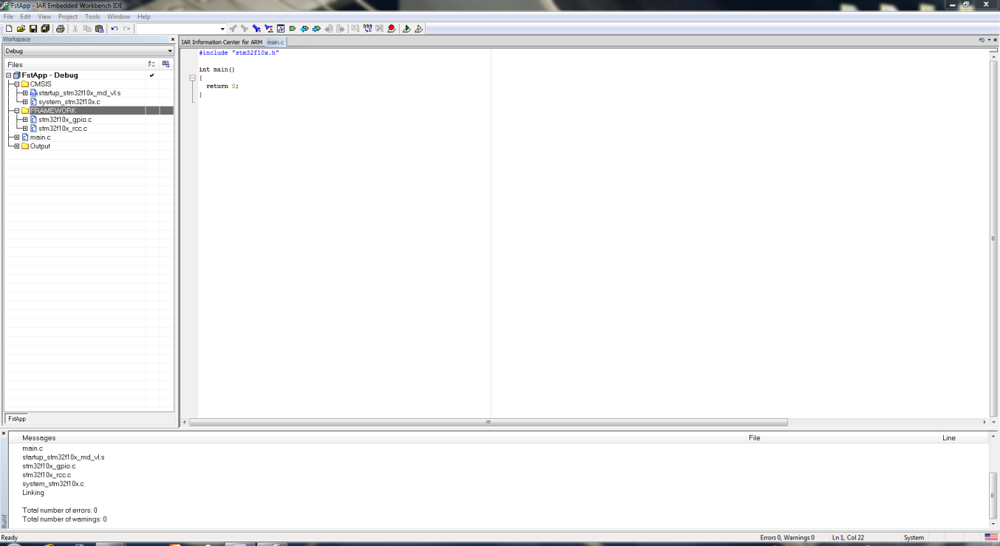 FstApp - IAR Embedded Workbench IDE
File Edit View Project Tools Window Help
Workspace
IAR Information Center for ARM main.c
Debug
Files
FstApp - Debug
CMSIS
startup_stm32f10x_md_vl.s
system_stm32f10x.c
FRAMEWORK
stm32f10x_gpio.c
stm32f10x_rcc.c
main.c
Output
#include "stm32f10x.h"
int main()
{
return 0;
}
FstApp
Messages File Line
main.c
startup_stm32f10x_md_vl.s
stm32f10x_gpio.c
stm32f10x_rcc.c
system_stm32f10x.c
Linking
Total number of errors: 0
Total number of warnings: 0
Build
Ready Errors 0, Warnings 0 Ln 1, Col 22 System